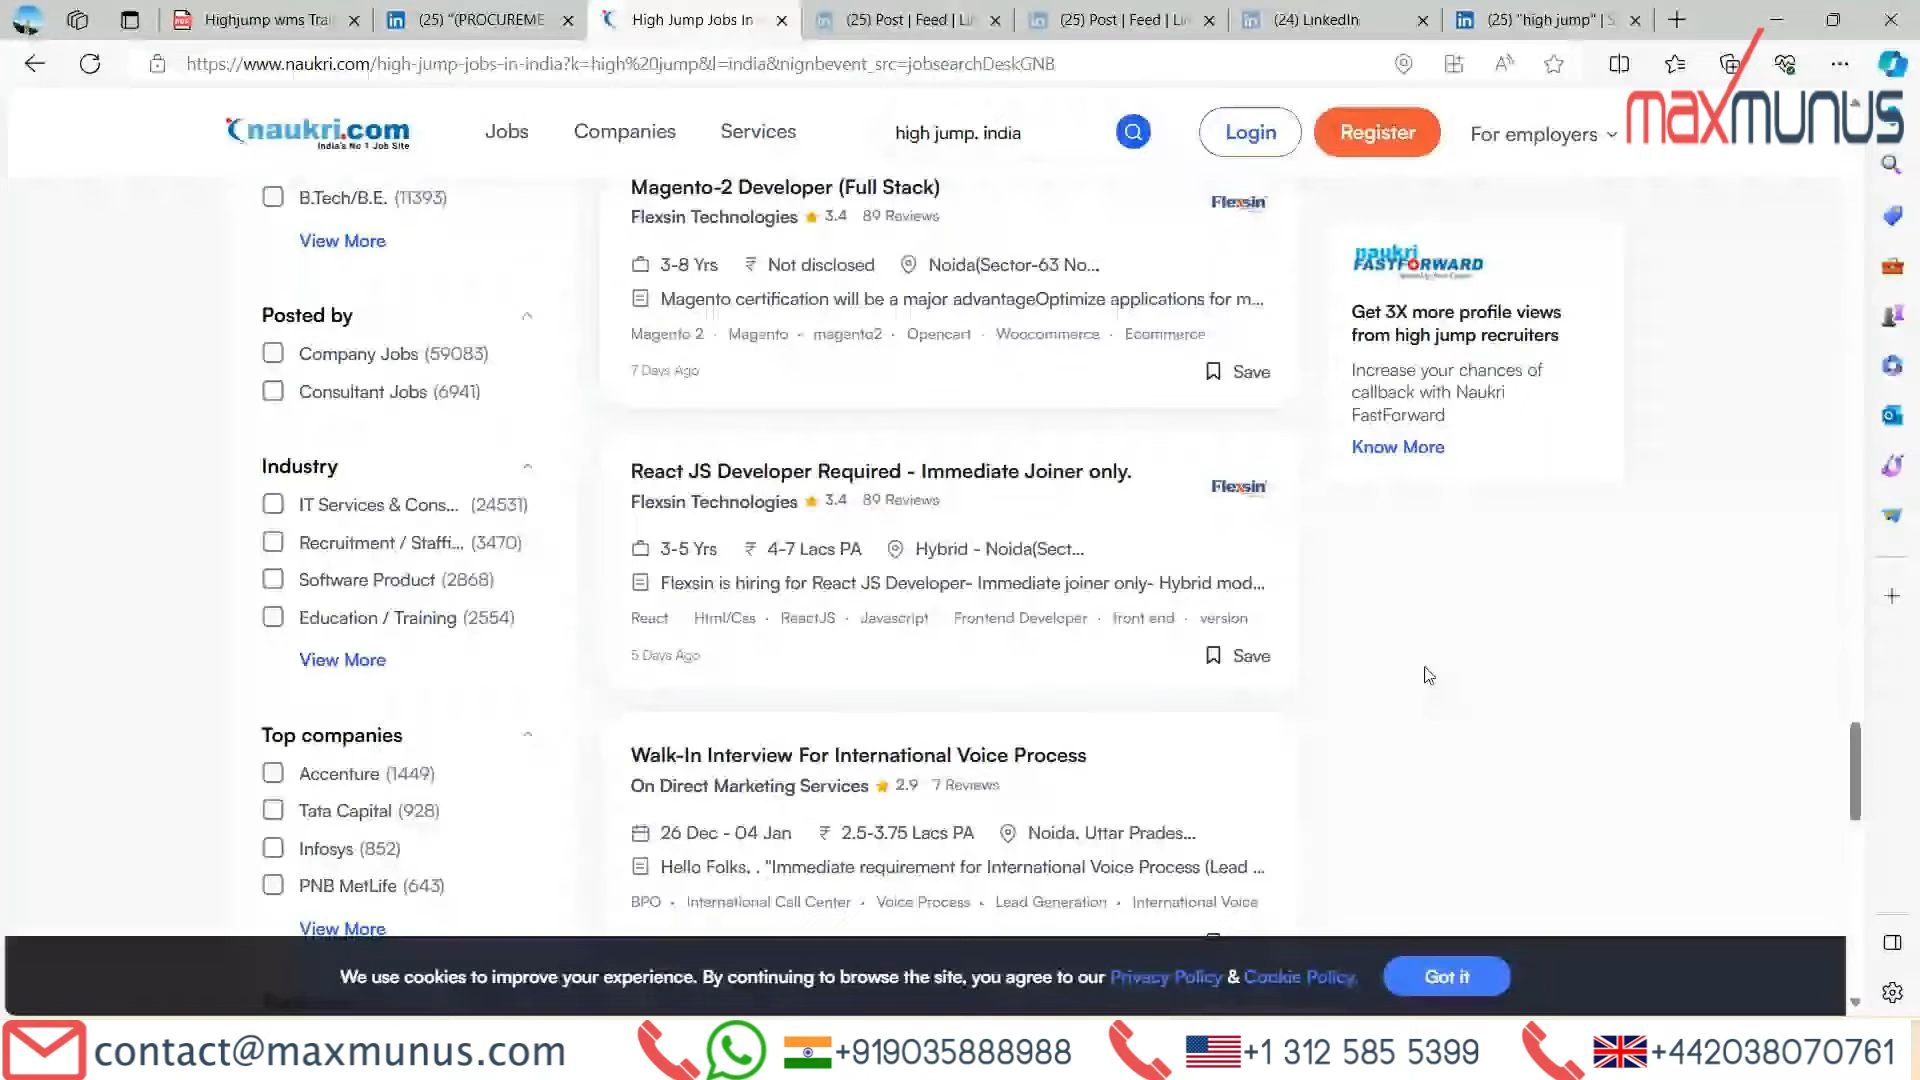 Highjump wms Trai
(25) "(PROCUREME
High Jump Jobs In
(25) Post | Feed | Li
(25) Post | Feed | Li
(24) LinkedIn
(25) "high jump" | S
https://www.naukri.com/high-jump-jobs-in-india?k=high%20jump&l=india&nignbevent_src=jobsearchDeskGNB
maxmunus
naukri.com
India's No 1 Job Site
Jobs
Companies
Services
high jump, india
Login
Register
For employers
B.Tech/B.E. (11393)
View More
Posted by
Company Jobs (59083)
Consultant Jobs (6941)
Industry
IT Services & Cons... (24531)
Recruitment / Staffi... (3470)
Software Product (2868)
Education / Training (2554)
View More
Top companies
Accenture (1449)
Tata Capital (928)
Infosys (852)
PNB MetLife (643)
View More
Magento-2 Developer (Full Stack)
Flexsin Technologies 3.4 89 Reviews
Flexsin
3-8 Yrs ₹ Not disclosed Noida(Sector-63 No...
Magento certification will be a major advantageOptimize applications for m...
Magento 2 · Magento · magento2 · Opencart · Woocommerce · Ecommerce
7 Days Ago
Save
React JS Developer Required - Immediate Joiner only.
Flexsin Technologies 3.4 89 Reviews
Flexsin
3-5 Yrs ₹ 4-7 Lacs PA Hybrid - Noida(Sect...
Flexsin is hiring for React JS Developer- Immediate joiner only- Hybrid mod...
React Html/Css · ReactJS · Javascript Frontend Developer · front end · version
5 Days Ago
Save
Walk-In Interview For International Voice Process
On Direct Marketing Services 2.9 7 Reviews
26 Dec - 04 Jan ₹ 2.5-3.75 Lacs PA Noida, Uttar Prades...
Hello Folks, . "Immediate requirement for International Voice Process (Lead ...
BPO · International Call Center · Voice Process · Lead Generation · International Voice
naukri
FASTFORWARD
Get 3X more profile views
from high jump recruiters
Increase your chances of
callback with Naukri
FastForward
Know More
We use cookies to improve your experience. By continuing to browse the site, you agree to our Privacy Policy & Cookie Policy.
Got it
contact@maxmunus.com
+919035888988
+1 312 585 5399
+442038070761